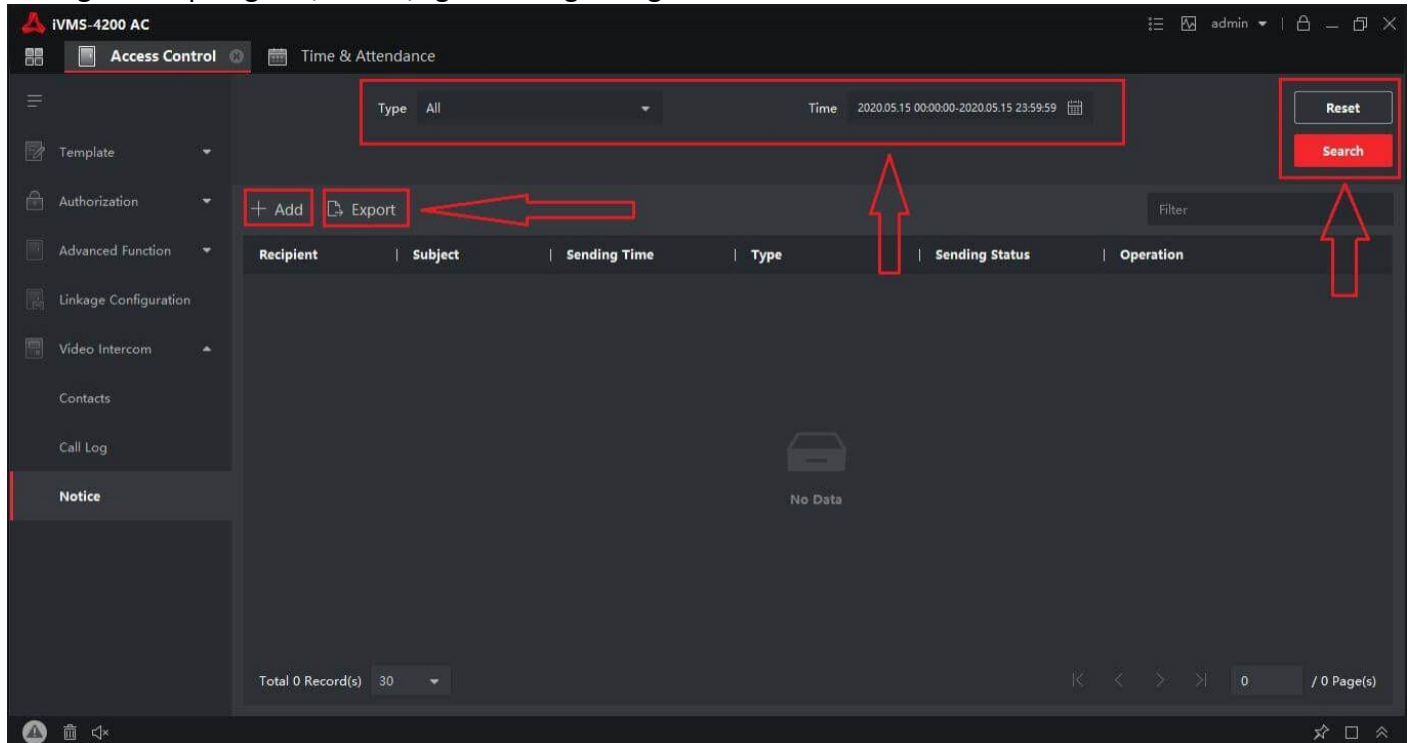 iVMS-4200 AC
admin
Access Control
Time & Attendance
Type All
Time 2020.05.15 00:00:00-2020.05.15 23:59:59
Reset
Search
Template
Authorization
Advanced Function
Linkage Configuration
Video Intercom
Contacts
Call Log
Notice
+ Add
Export
Filter
Recipient | Subject | Sending Time | Type | Sending Status | Operation
No Data
Total 0 Record(s) 30
0 / 0 Page(s)